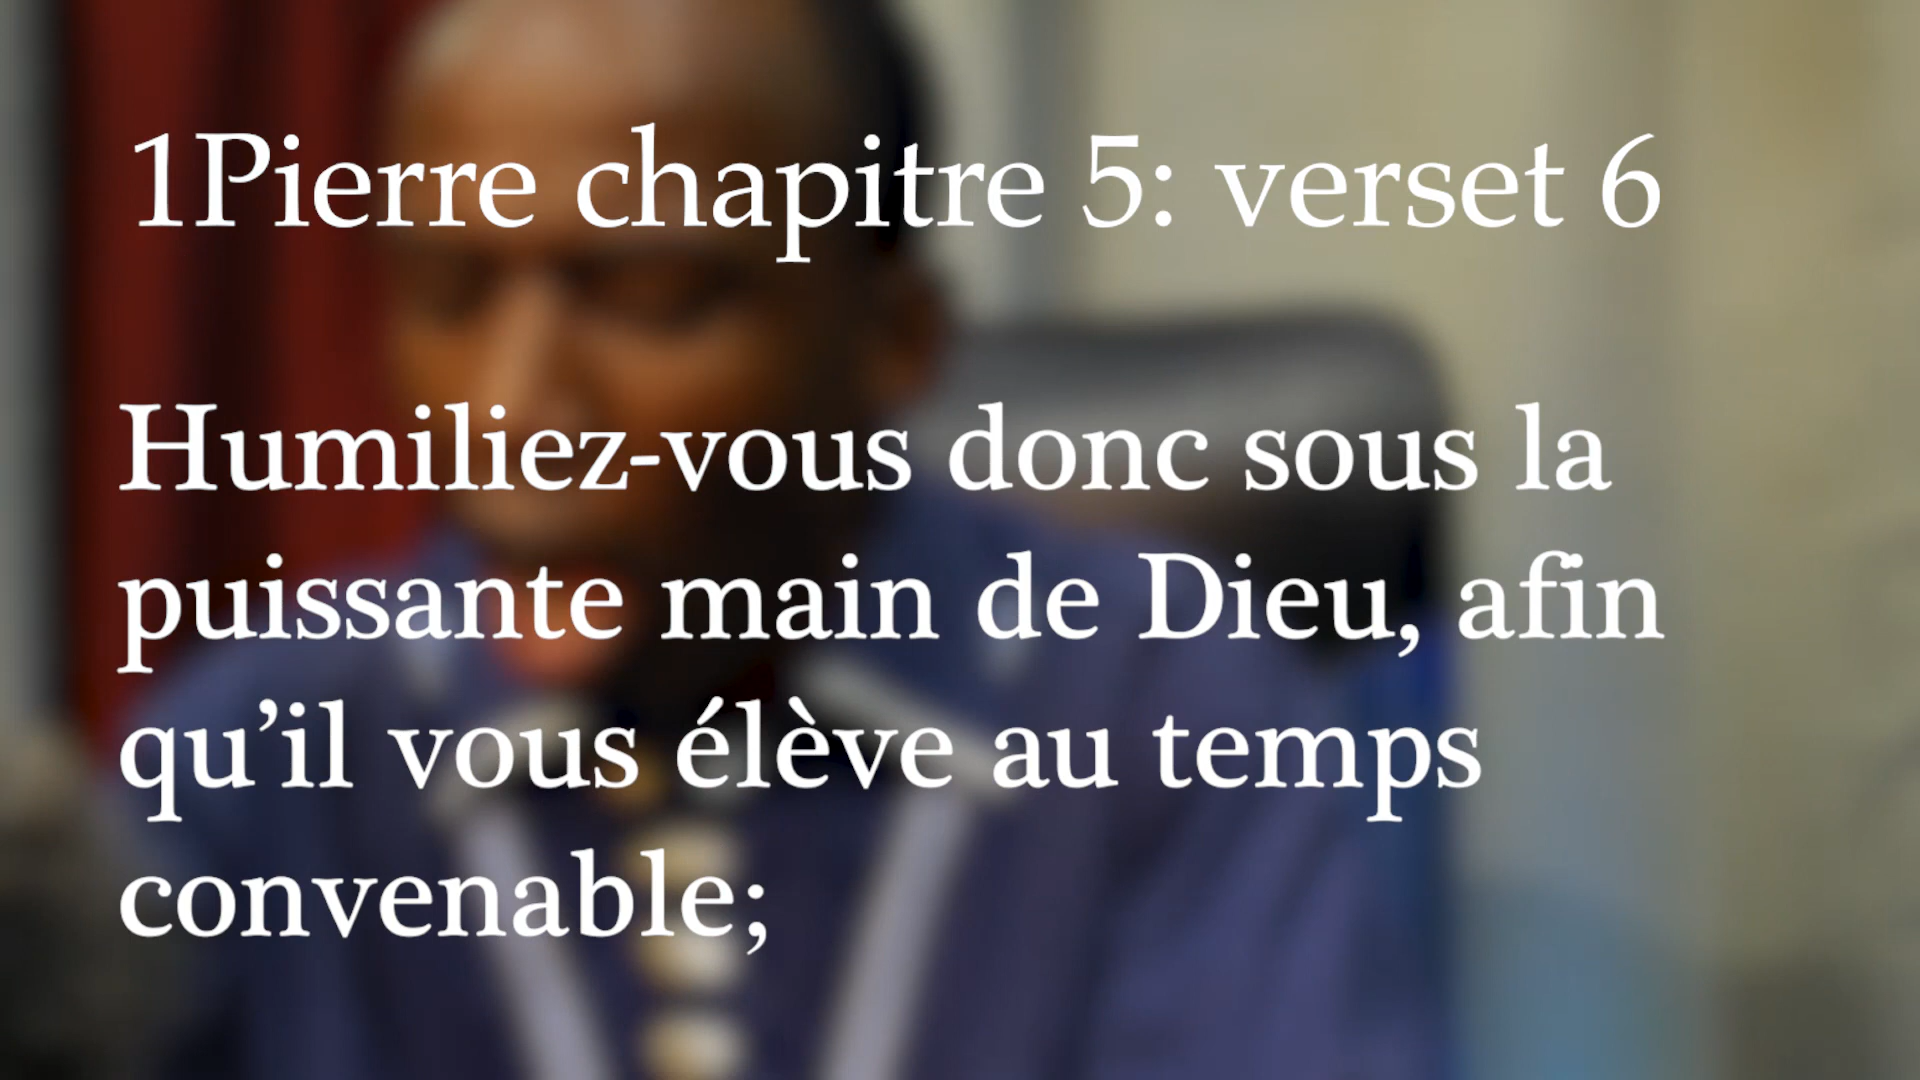 1Pierre chapitre 5: verset 6
Humiliez-vous donc sous la
puissante main de Dieu, afin
qu’il vous élève au temps
convenable;